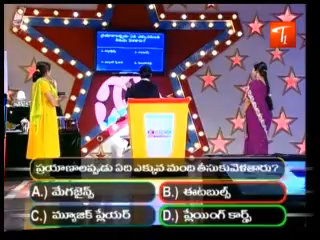 ప్రయాణాలప్పుడు ఏది ఎక్కువ మంది తీసుకువెళతారు?
A.) మేగజైన్స్
B.) ఈటబుల్స్
C.) మ్యూజిక్ ప్లేయర్
D.) ప్లేయింగ్ కార్డ్స్